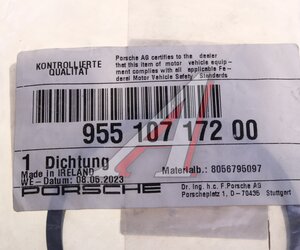 KONTROLLIERTE
QUALITÄT
Porsche AG certifies to the dealer
that this item of motor vehicle equip-
ment complies with all applicable Fe-
deral Motor Vehicle Safety Standards
955 107 172 00
1 Dichtung
Made in IRELAND
WE-Datum: 08.06.2023
Materialb.: 8056795097
PORSCHE
Dr. Ing. h.c. F. Porsche AG
Porscheplatz 1, D-70435 Stuttgart